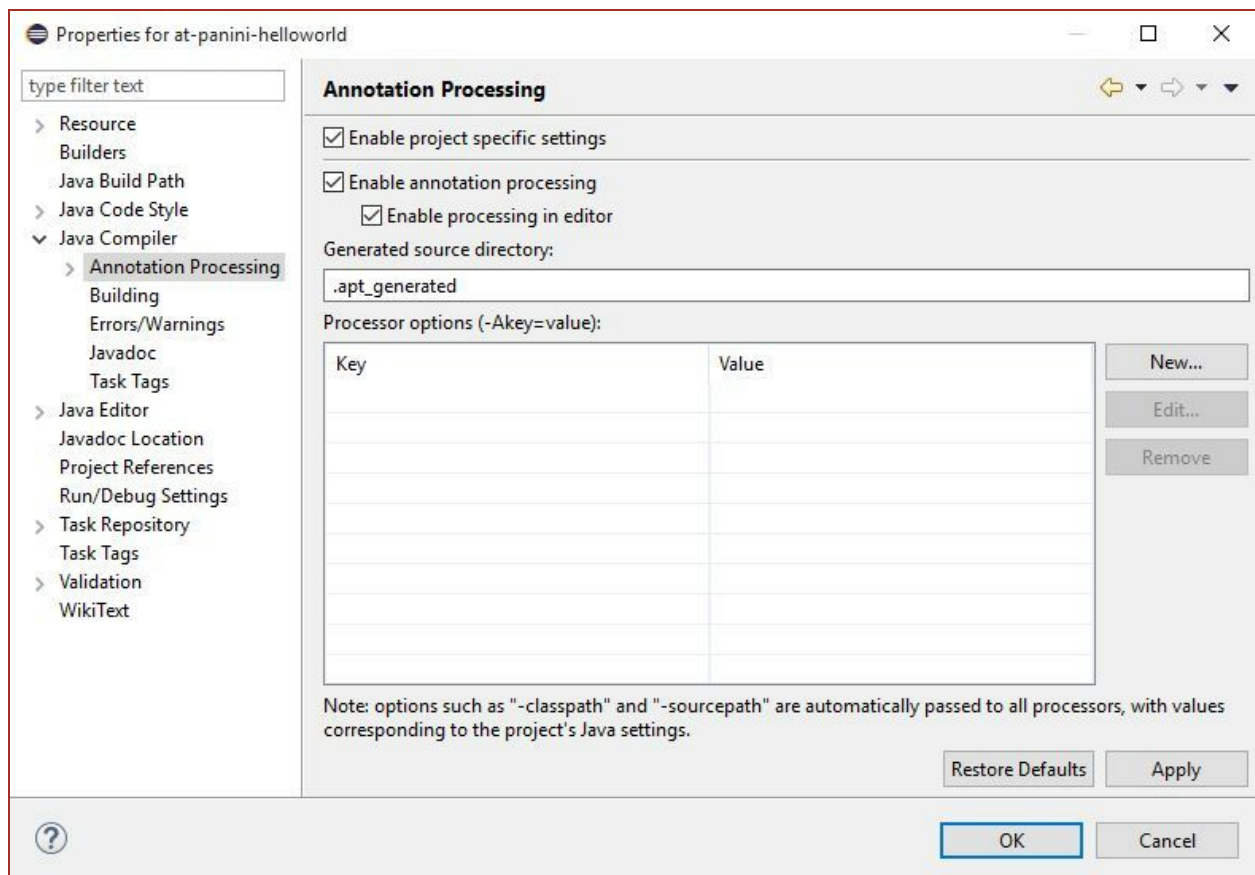 Properties for at-panini-helloworld
type filter text
Resource
Builders
Java Build Path
Java Code Style
Java Compiler
Annotation Processing
Building
Errors/Warnings
Javadoc
Task Tags
Java Editor
Javadoc Location
Project References
Run/Debug Settings
Task Repository
Task Tags
Validation
WikiText
Annotation Processing
Enable project specific settings
Enable annotation processing
Enable processing in editor
Generated source directory:
.apt_generated
Processor options (-Akey=value):
Key Value
New...
Edit...
Remove
Note: options such as "-classpath" and "-sourcepath" are automatically passed to all processors, with values
corresponding to the project's Java settings.
Restore Defaults Apply
? OK Cancel